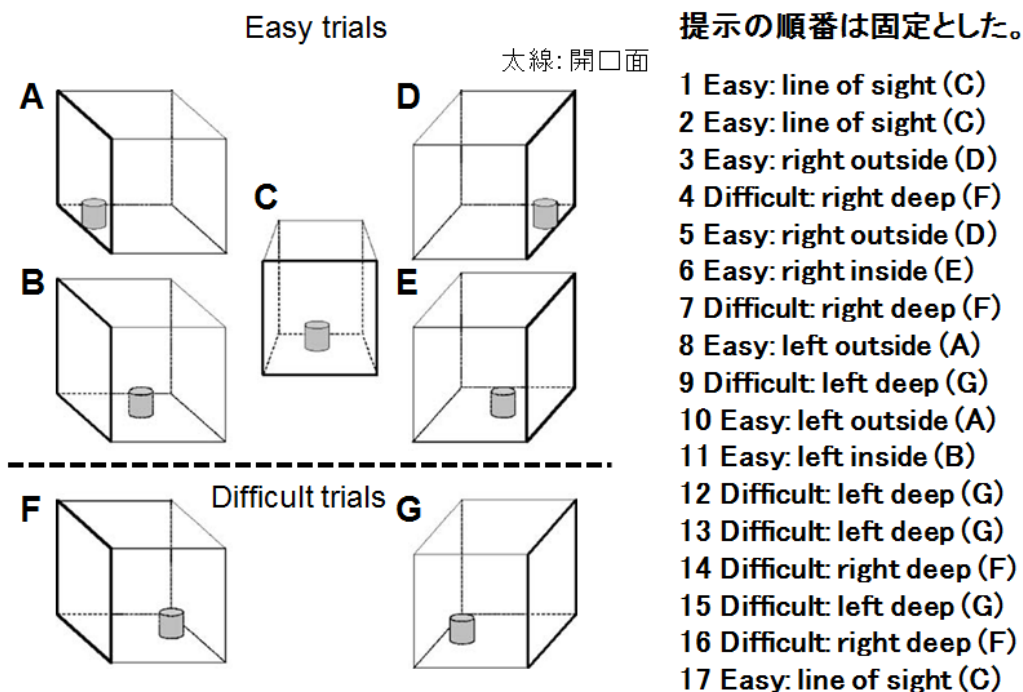 Easy trials
太線: 開口面
A
D
C
B
E
Difficult trials
F
G
提示の順番は固定とした。
1 Easy: line of sight (C)
2 Easy: line of sight (C)
3 Easy: right outside (D)
4 Difficult: right deep (F)
5 Easy: right outside (D)
6 Easy: right inside (E)
7 Difficult: right deep (F)
8 Easy: left outside (A)
9 Difficult: left deep (G)
10 Easy: left outside (A)
11 Easy: left inside (B)
12 Difficult: left deep (G)
13 Difficult: left deep (G)
14 Difficult: right deep (F)
15 Difficult: left deep (G)
16 Difficult: right deep (F)
17 Easy: line of sight (C)